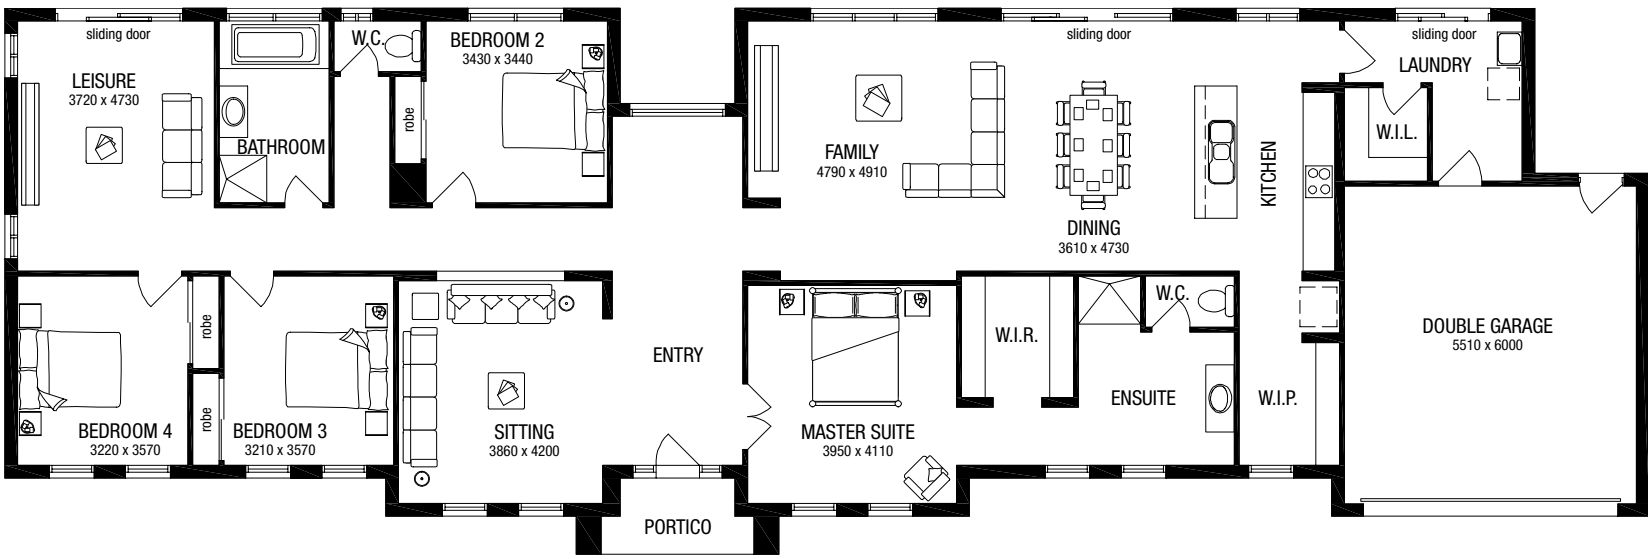 sliding door
LEISURE
3720 x 4730
BATHROOM
W.C.
BEDROOM 2
3430 x 3440
robe
sliding door
FAMILY
4790 x 4910
DINING
3610 x 4730
KITCHEN
sliding door
LAUNDRY
W.I.L.
BEDROOM 4
3220 x 3570
robe
robe
BEDROOM 3
3210 x 3570
SITTING
3860 x 4200
ENTRY
PORTICO
MASTER SUITE
3950 x 4110
W.I.R.
W.C.
ENSUITE
W.I.P.
DOUBLE GARAGE
5510 x 6000